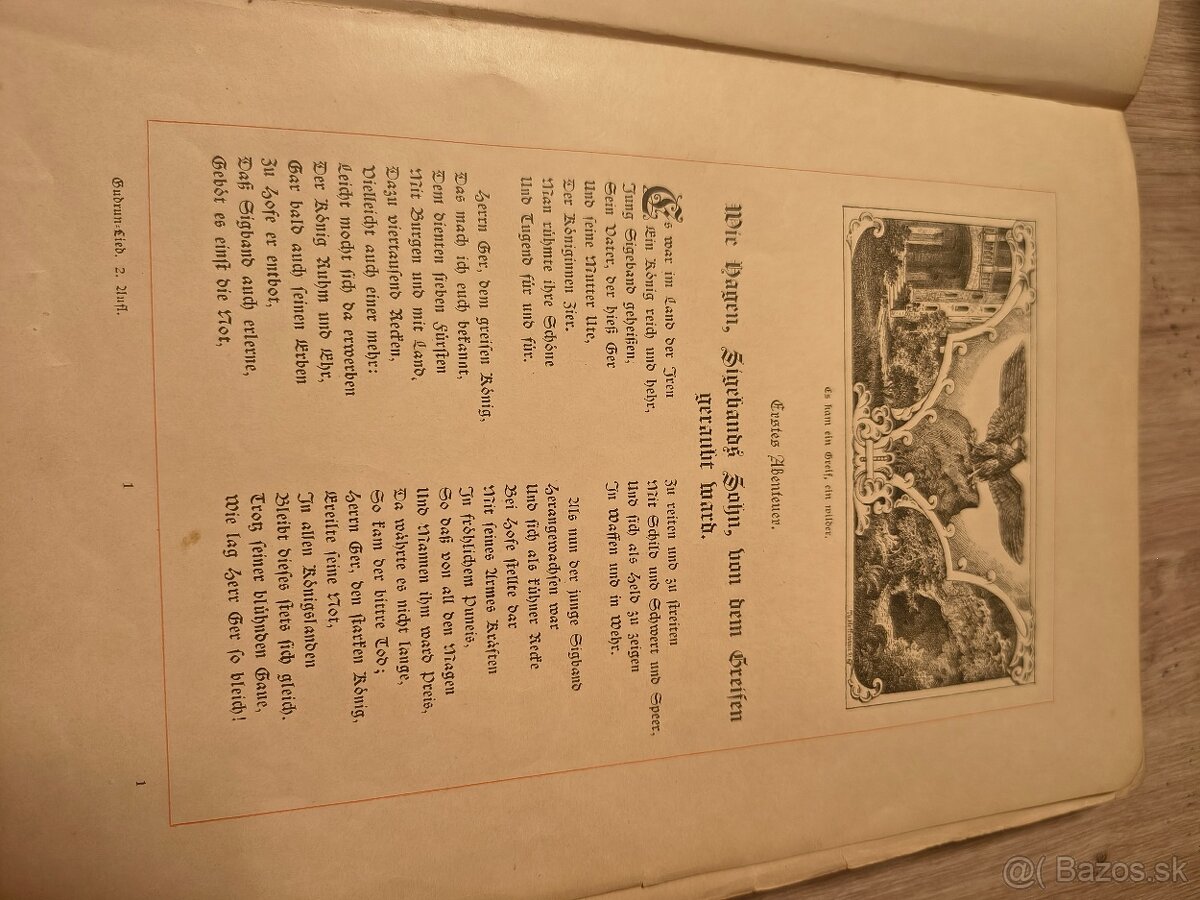 Es kam ein Greif, ein wilder.
Erstes Abenteuer.
Wie Hagen, Sigebands Sohn, von dem Greifen
geraubt ward.
Es war im Land der Iren
Ein König reich und hehr,
Jung Sigeband geheißen,
Sein Vater, der hieß Ger
Und seine Mutter Ute,
Der Königinnen Zier.
Man rühmte ihre Schöne
Und Tugend für und für.
Herrn Ger, dem greisen König,
Das mach ich euch bekannt,
Dem dienten sieben Fürsten
Mit Burgen und mit Land,
Dazu viertausend Recken,
Vielleicht auch einer mehr:
Leicht mocht sich da erwerben
Der König Ruhm und Ehr,
Gar bald auch seinen Erben
Zu Hofe er entbot,
Daß Sigband auch erlerne,
Geböt es einst die Not,
Zu reiten und zu streiten
Mit Schild und Schwert und Speer,
Und sich als Held zu zeigen
In Waffen und in Wehr.
Als nun der junge Sigband
Herangewachsen war
Und sich als kühner Recke
Bei Hofe stellte dar
Mit seines Armes Kräften
In fröhlichem Puneis,
So daß von all den Magen
Und Mannen ihm ward Preis,
Da währte es nicht lange,
So kam der bittre Tod;
Herrn Ger, den starken König,
Ereilte seine Not,
In allen Königslanden
Bleibt dieses stets sich gleich.
Trotz seiner blühnden Gaue,
Wie lag Herr Ger so bleich!
Gudrun-Lied. 2. Aufl.
1
1
@( Bazos.sk